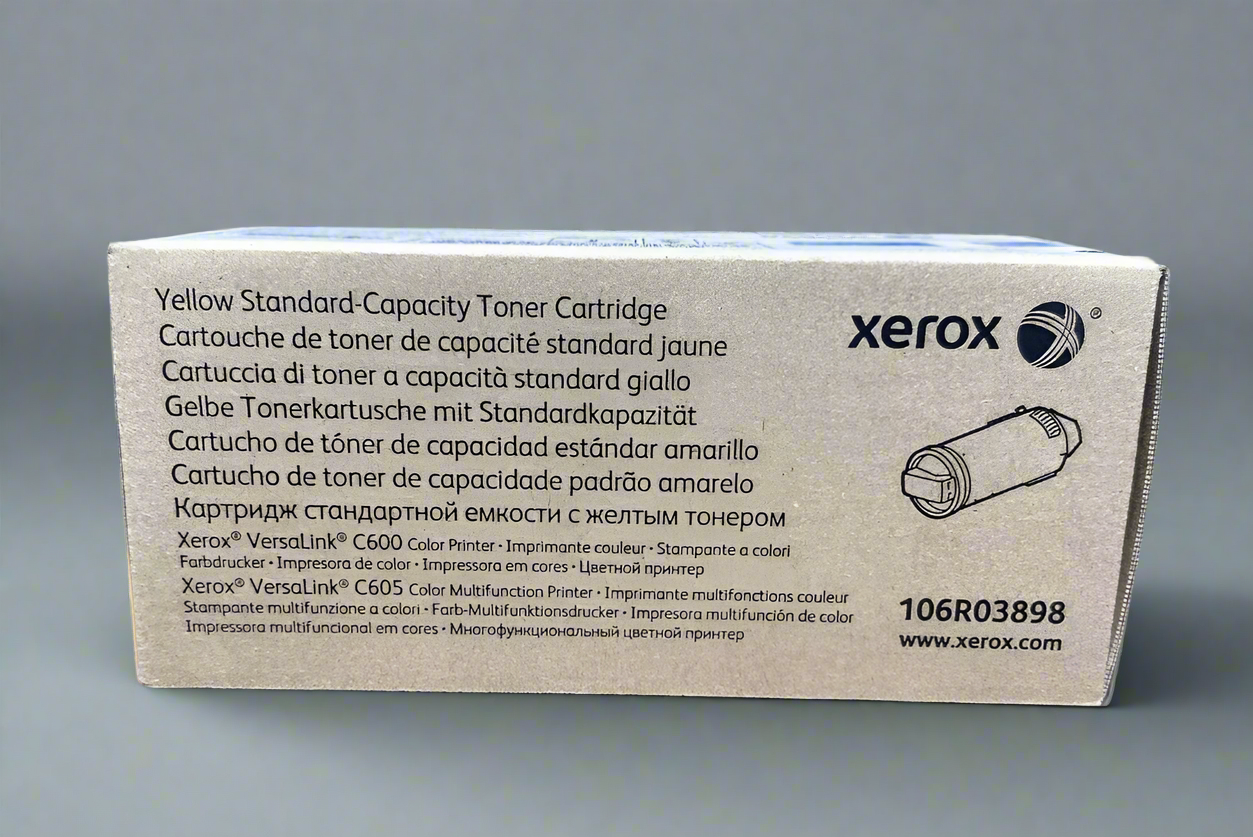 Yellow Standard-Capacity Toner Cartridge
Cartouche de toner de capacité standard jaune
Cartuccia di toner a capacità standard giallo
Gelbe Tonerkartusche mit Standardkapazität
Cartucho de tóner de capacidad estándar amarillo
Cartucho de toner de capacidade padrão amarelo
Картридж стандартной емкости с желтым тонером
Xerox® VersaLink® C600 Color Printer · Imprimante couleur · Stampante a colori
Farbdrucker · Impresora de color · Impressora em cores · Цветной принтер
Xerox® VersaLink® C605 Color Multifunction Printer · Imprimante multifonctions couleur
Stampante multifunzione a colori · Farb-Multifunktionsdrucker · Impresora multifunción de color
Impressora multifuncional em cores · Многофункциональный цветной принтер
xerox ®
106R03898
www.xerox.com